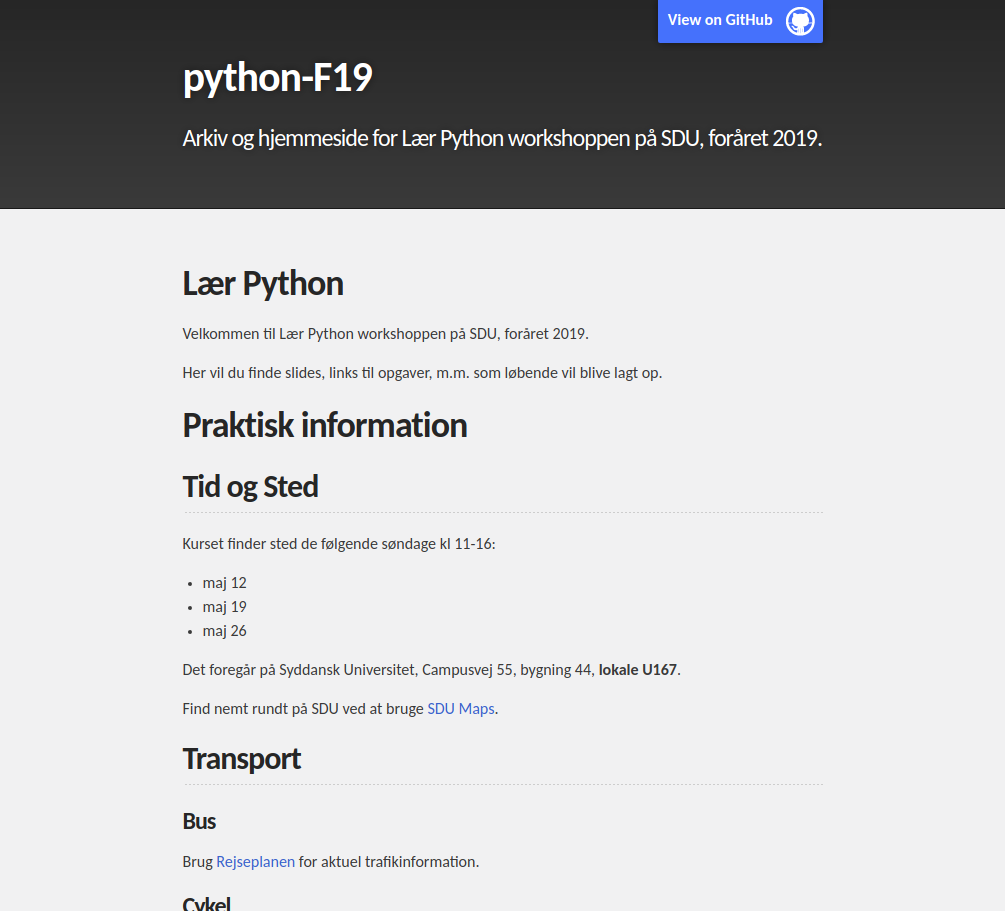 View on GitHub
python-F19
Arkiv og hjemmeside for Lær Python workshoppen på SDU, foråret 2019.
Lær Python
Velkommen til Lær Python workshoppen på SDU, foråret 2019.
Her vil du finde slides, links til opgaver, m.m. som løbende vil blive lagt op.
Praktisk information
Tid og Sted
Kurset finder sted de følgende søndage kl 11-16:
• maj 12
• maj 19
• maj 26
Det foregår på Syddansk Universitet, Campusvej 55, bygning 44, lokale U167.
Find nemt rundt på SDU ved at bruge SDU Maps.
Transport
Bus
Brug Rejseplanen for aktuel trafikinformation.
Cykel